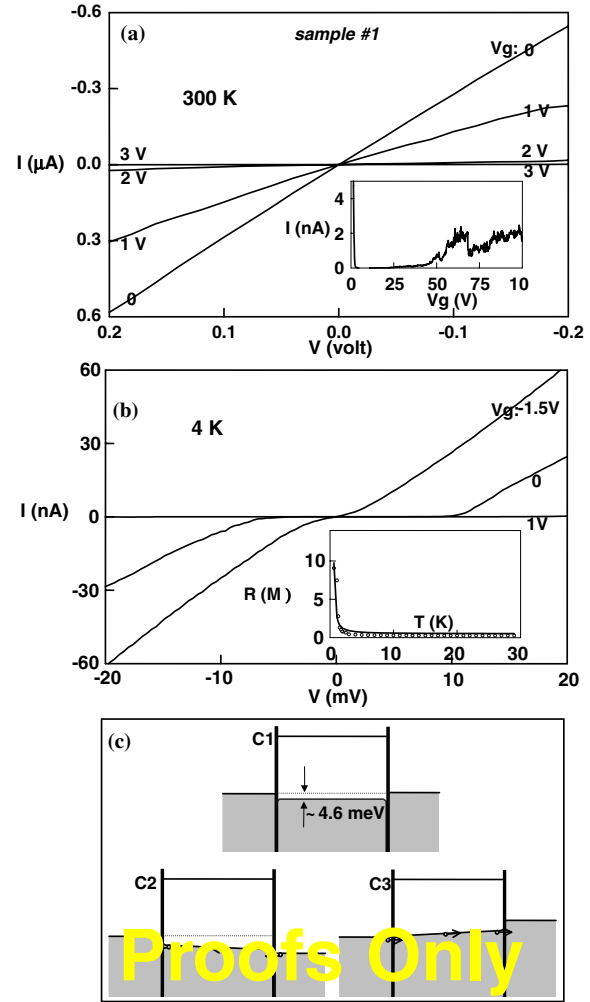 -0.6
(a)
sample #1
Vg: 0
-0.3
300 K
1 V
I (μA)
0.0
3 V
2 V
2 V
3 V
4
I (nA)
2
0.3
1 V
0
0
25
50
75
10
Vg (V)
0
0.6
0.2
0.1
0.0
-0.1
-0.2
V (volt)
60
(b)
Vg:-1.5V
4 K
30
0
I (nA)
0
1V
10
-30
R (M )
5
T (K)
0
0
10
20
30
-60
-20
-10
0
10
20
V (mV)
(c)
C1
~ 4.6 meV
C2
C3
Proofs Only